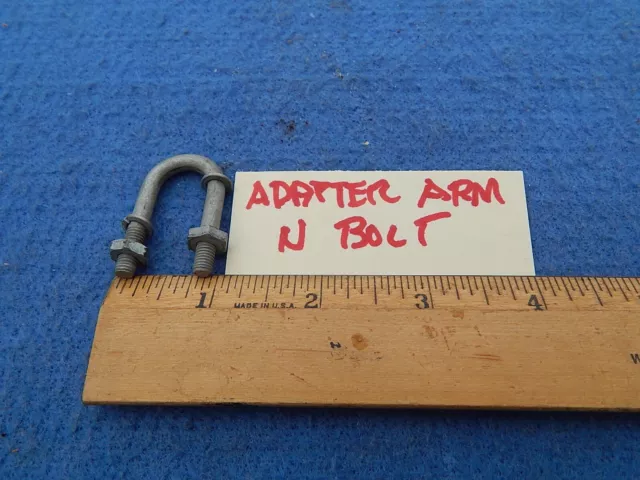 ADAPTER ARM
N BOLT
1 2 3 4
MADE IN U.S.A.